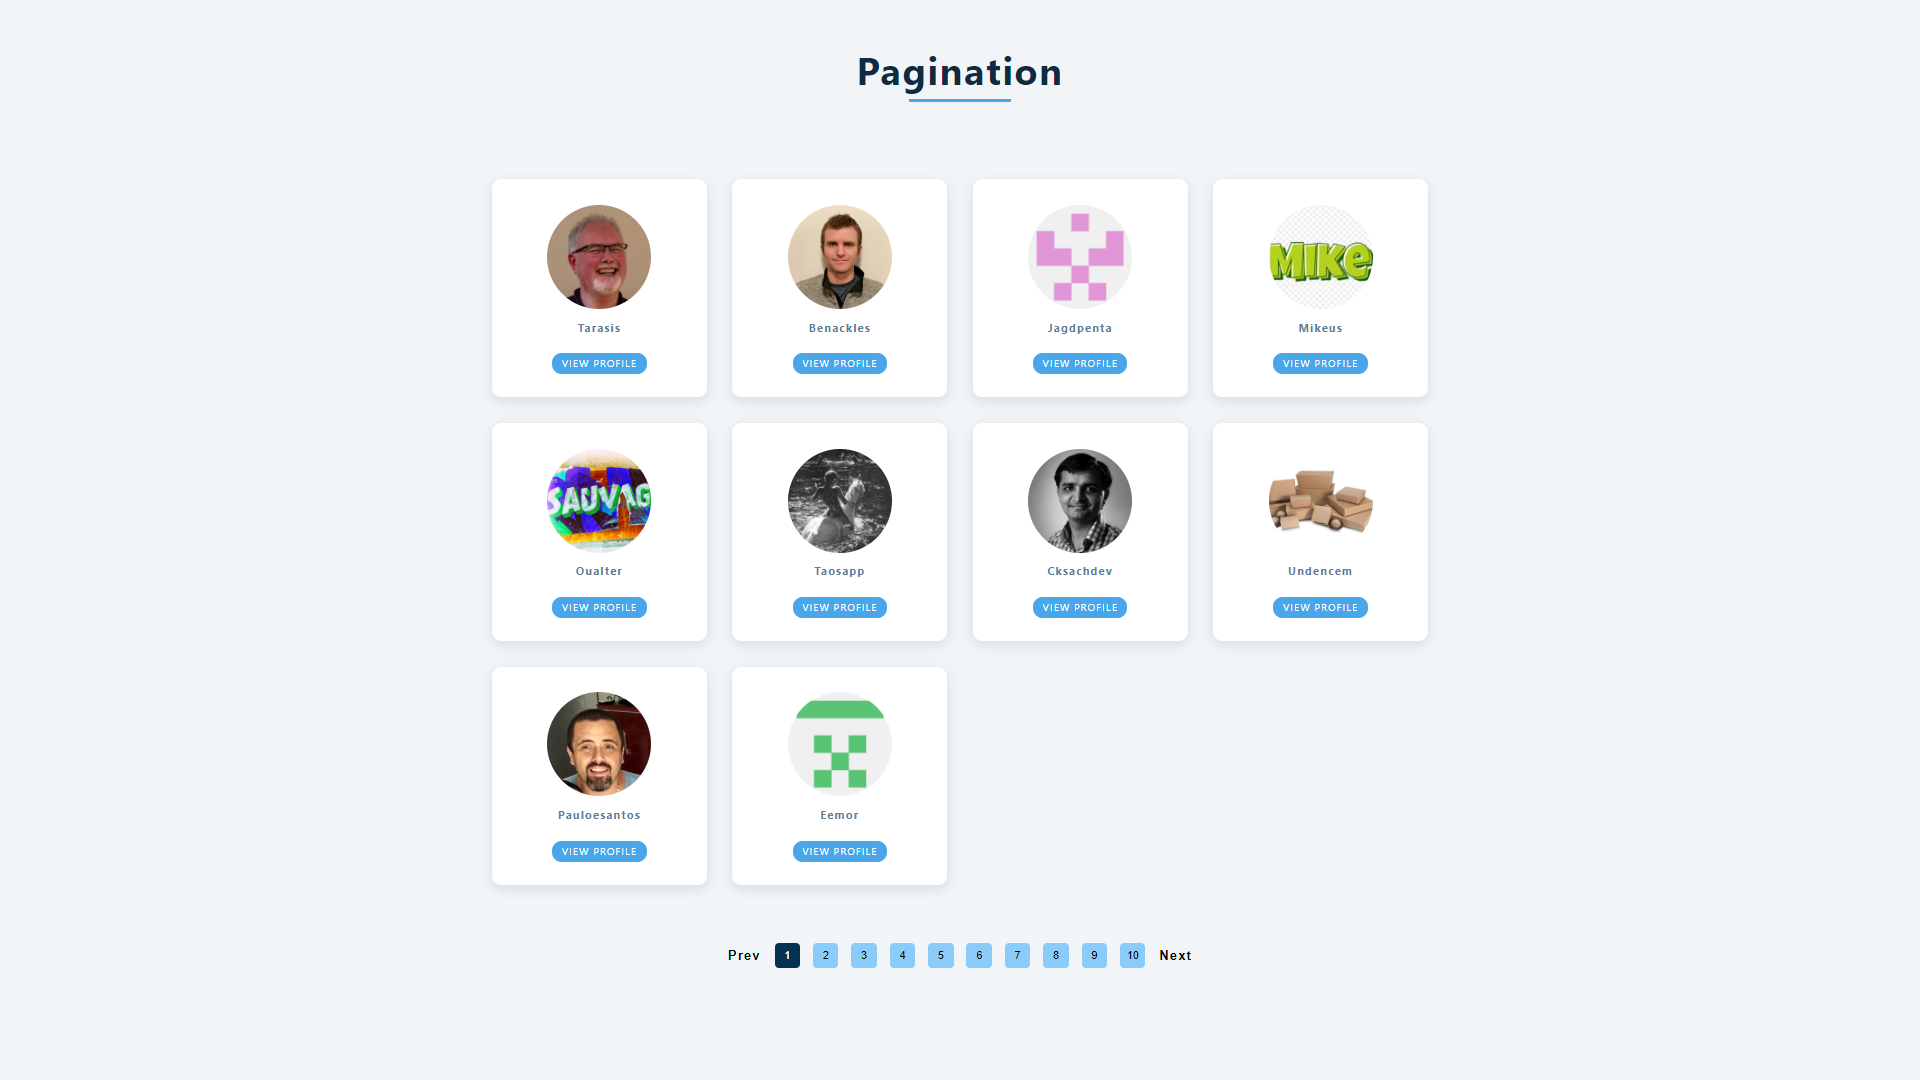 Pagination
Tarasis
Benackles
Jagdpenta
MIKE
Mikeus
VIEW PROFILE
VIEW PROFILE
VIEW PROFILE
VIEW PROFILE
SAUVAG
Oualter
Taosapp
Cksachdev
Undencem
VIEW PROFILE
VIEW PROFILE
VIEW PROFILE
VIEW PROFILE
Pauloesantos
Eemor
VIEW PROFILE
VIEW PROFILE
Prev 1 2 3 4 5 6 7 8 9 10 Next